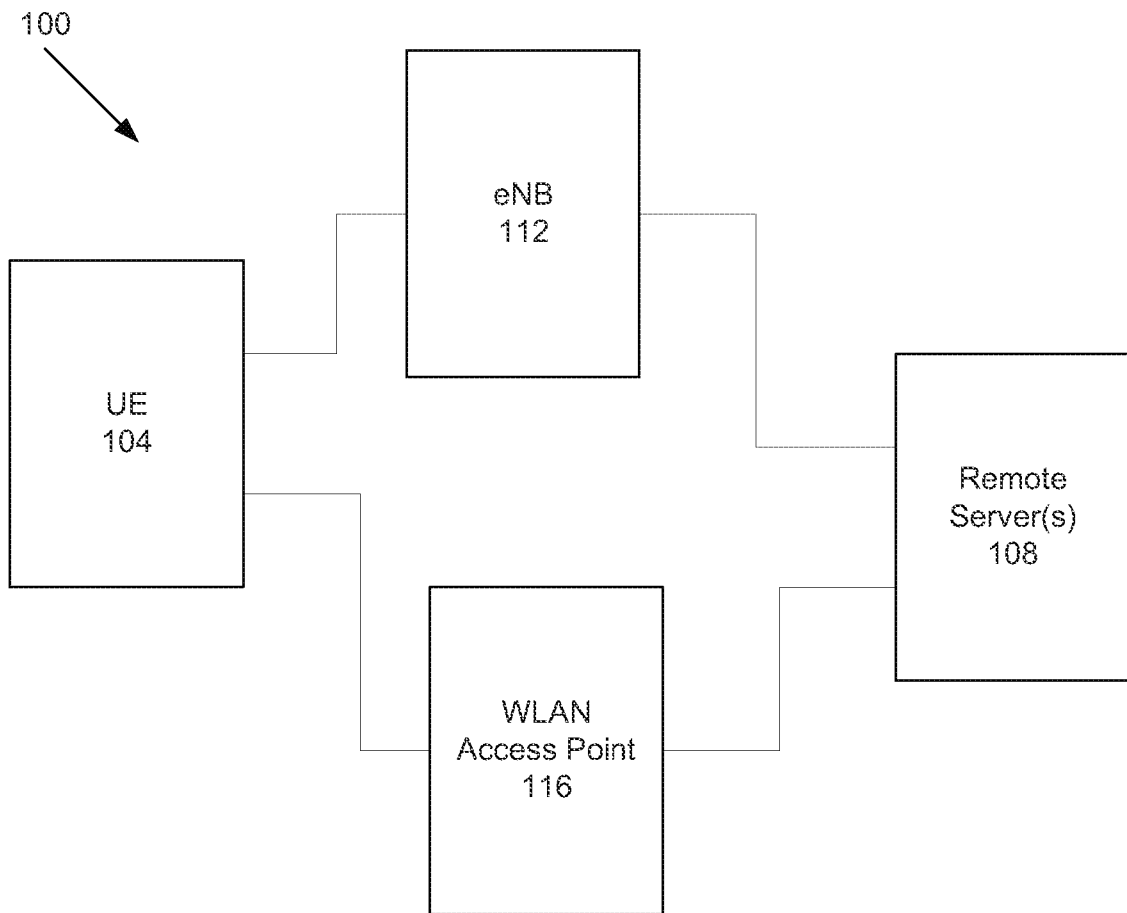 100
eNB
112
UE
104
Remote
Server(s)
108
WLAN
Access Point
116